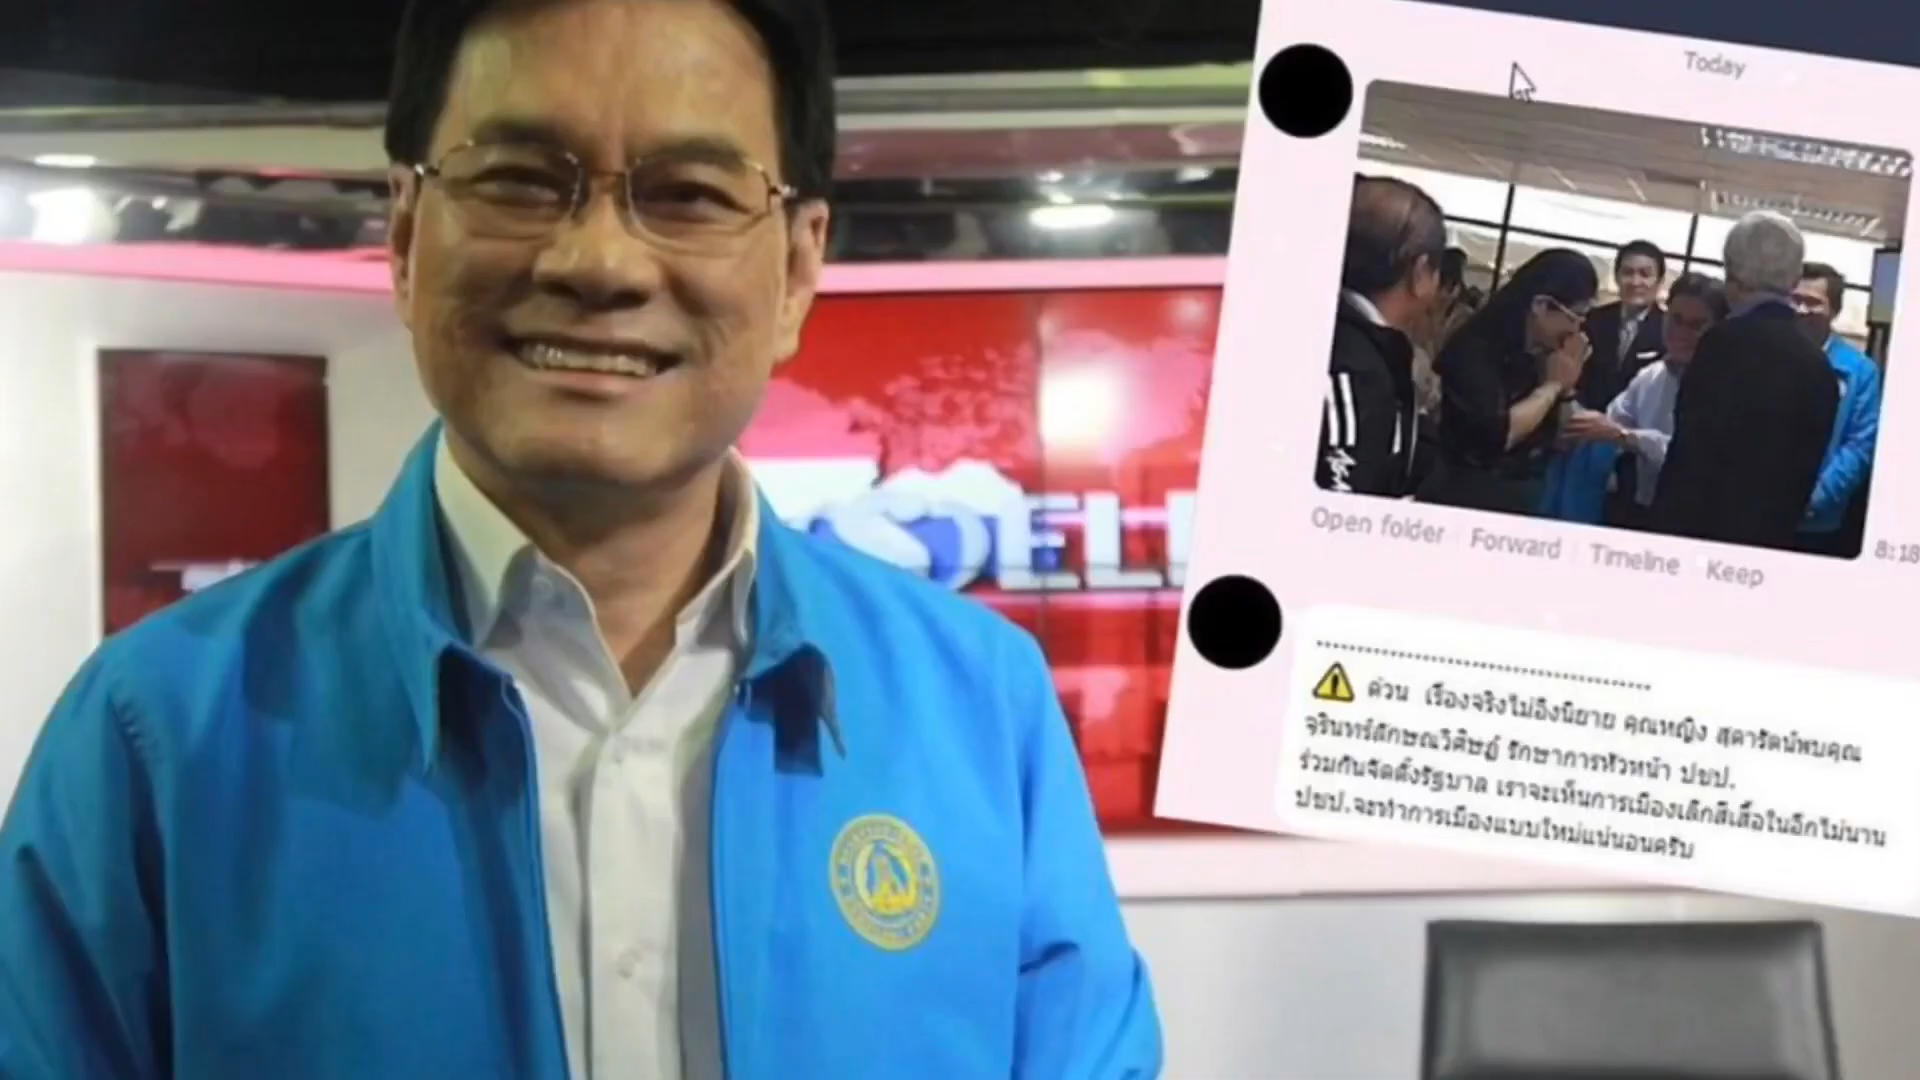 Today
Open folder Forward Timeline Keep
8:18
ด่วน เรื่องจริงไม่อิงนิยาย คุณหญิง สุดารัตน์พบคุณ
จุรินทร์ลักษณวิศิษฏ์ รักษาการหัวหน้า ปชป.
ร่วมกันจัดตั้งรัฐบาล เราจะเห็นการเมืองเลิกสีเสื้อในอีกไม่นาน
ปชป.จะทำการเมืองแบบใหม่แน่นอนครับ